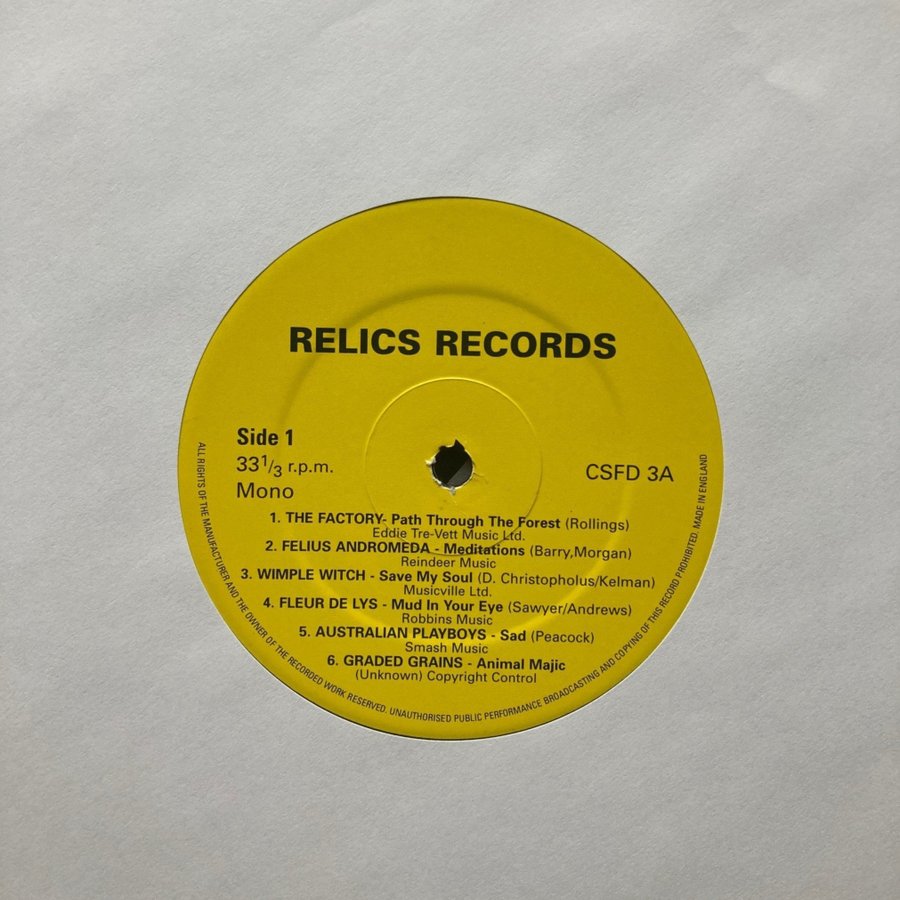 RELICS RECORDS
Side 1
33 1/3 r.p.m.
Mono
CSFD 3A
1. THE FACTORY- Path Through The Forest (Rollings)
Eddie Tre-Vett Music Ltd.
2. FELIUS ANDROMEDA - Meditations (Barry,Morgan)
Reindeer Music
3. WIMPLE WITCH - Save My Soul (D. Christopholus/Kelman)
Musicville Ltd.
4. FLEUR DE LYS - Mud In Your Eye (Sawyer/Andrews)
Robbins Music
5. AUSTRALIAN PLAYBOYS - Sad (Peacock)
Smash Music
6. GRADED GRAINS - Animal Majic
(Unknown) Copyright Control
ALL RIGHTS OF THE MANUFACTURER AND THE OWNER OF THE RECORDED WORK RESERVED. UNAUTHORISED PUBLIC PERFORMANCE BROADCASTING AND COPYING OF THIS RECORD PROHIBITED. MADE IN ENGLAND